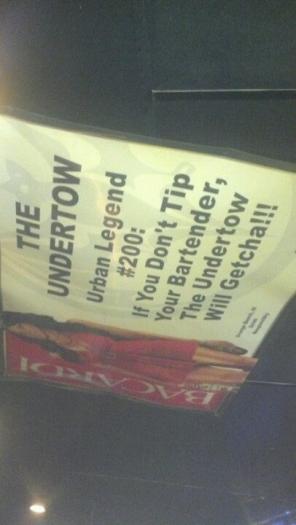 THE
UNDERTOW
Urban Legend
#200:
If You Don't Tip
Your Bartender,
The Undertow
Will Getcha!!!
BACARDI